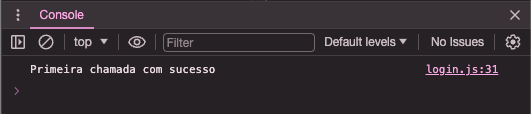 Console
top
Filter
Default levels
No Issues
Primeira chamada com sucesso
login.js:31